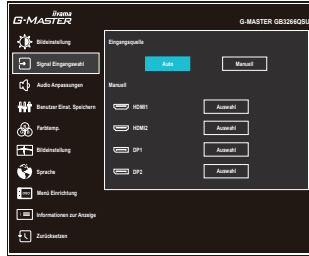 iiyama
G-MASTER
G-MASTER GB3266QSU
Bildeinstellung
Signal Eingangswahl
Audio Anpassungen
Benutzer Einst. Speichern
Farbtemp.
Bildeinstellung
Sprache
Menü Einrichtung
Informationen zur Anzeige
Zurücksetzen
Eingangsquelle
Auto
Manuell
Manuell
HDMI1
Auswahl
HDMI2
Auswahl
DP1
Auswahl
DP2
Auswahl